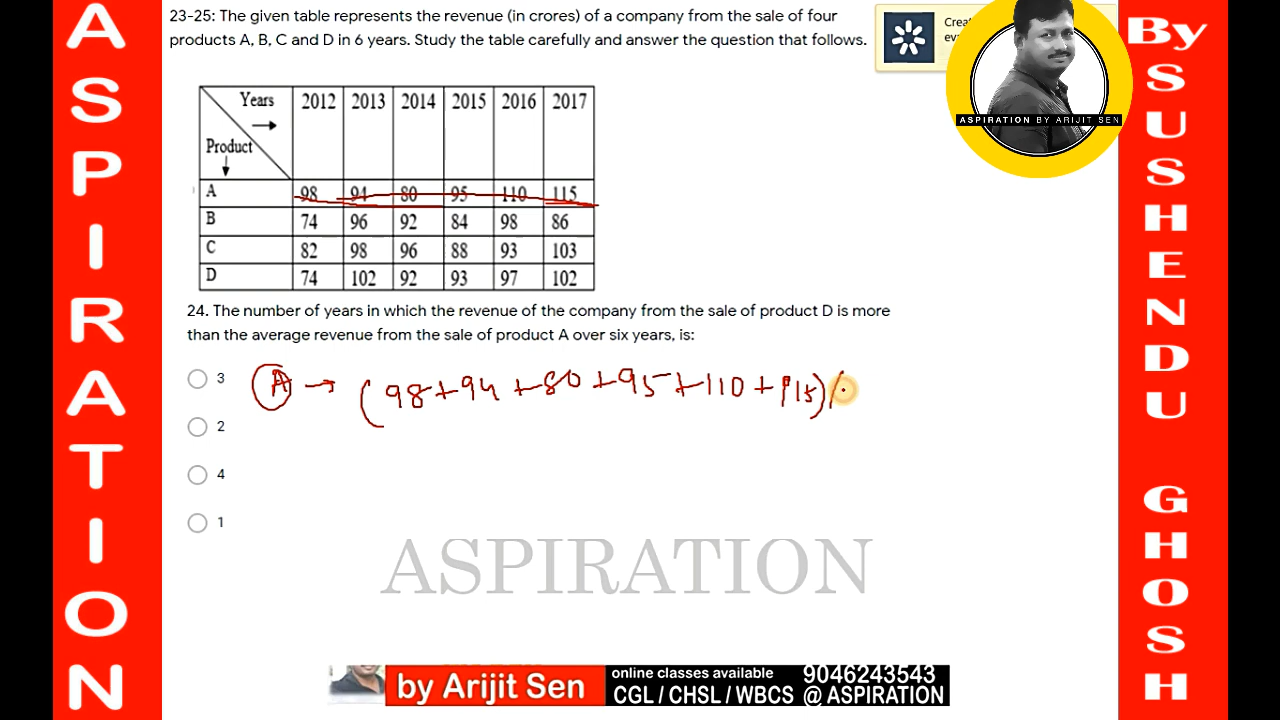 ASPIRATION
23-25: The given table represents the revenue (in crores) of a company from the sale of four
products A, B, C and D in 6 years. Study the table carefully and answer the question that follows.
Years 2012 2013 2014 2015 2016 2017
Product
A 98 94 80 95 110 115
B 74 96 92 84 98 86
C 82 98 96 88 93 103
D 74 102 92 93 97 102
24. The number of years in which the revenue of the company from the sale of product D is more
than the average revenue from the sale of product A over six years, is:
3
A → (98+94+80+95+110+115)/
2
4
1
ASPIRATION
by Arijit Sen
online classes available 9046243543
CGL / CHSL / WBCS @ ASPIRATION
ASPIRATION BY ARIJIT SEN
By SUSHENDU GHOSH